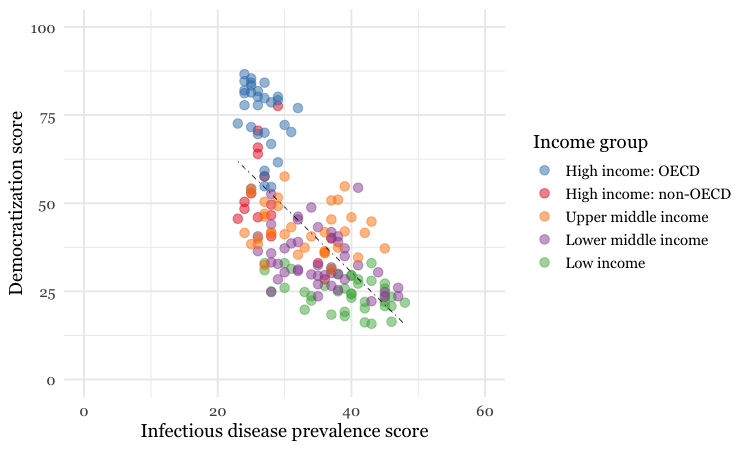 100
75
50
25
0
Democratization score
0 20 40 60
Infectious disease prevalence score
Income group
High income: OECD
High income: non-OECD
Upper middle income
Lower middle income
Low income